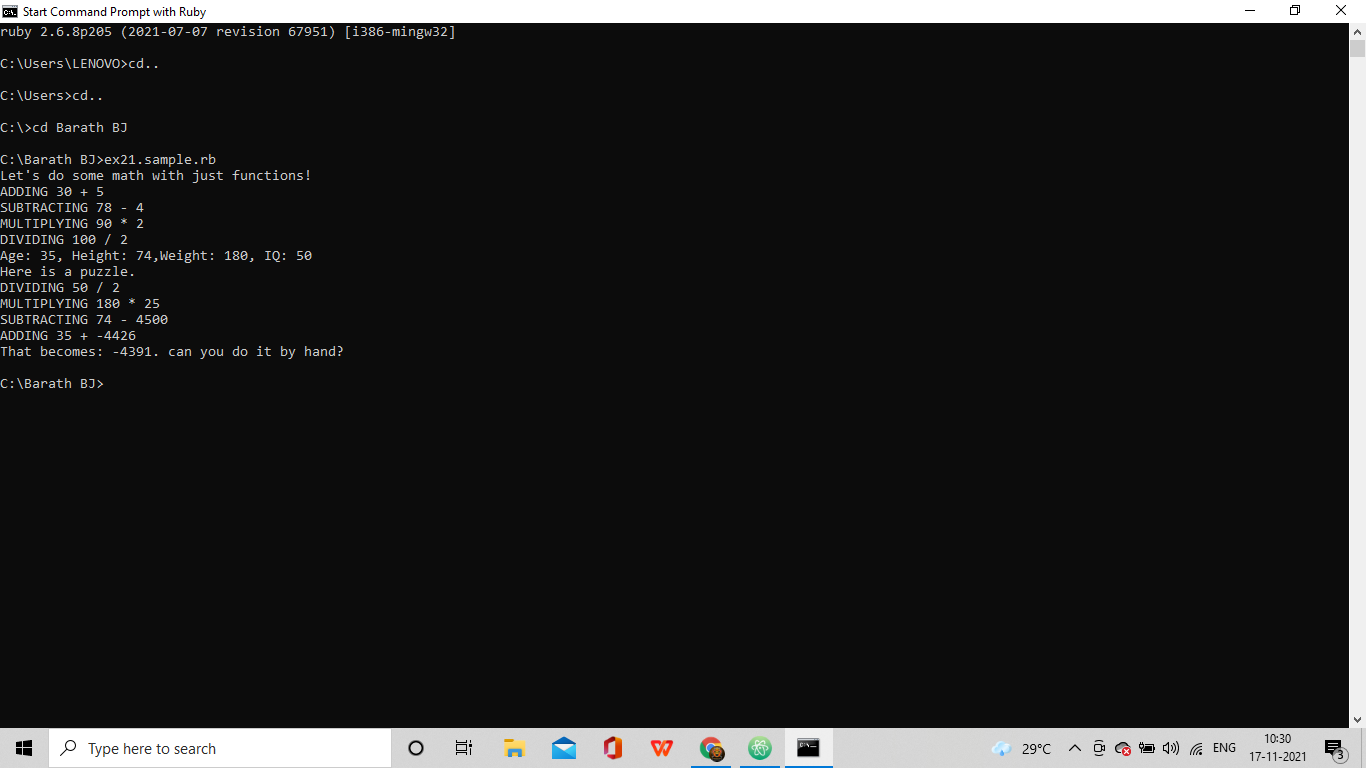 Start Command Prompt with Ruby
ruby 2.6.8p205 (2021-07-07 revision 67951) [i386-mingw32]
C:\Users\LENOVO>cd..
C:\Users>cd..
C:\>cd Barath BJ
C:\Barath BJ>ex21.sample.rb
Let's do some math with just functions!
ADDING 30 + 5
SUBTRACTING 78 - 4
MULTIPLYING 90 * 2
DIVIDING 100 / 2
Age: 35, Height: 74,Weight: 180, IQ: 50
Here is a puzzle.
DIVIDING 50 / 2
MULTIPLYING 180 * 25
SUBTRACTING 74 - 4500
ADDING 35 + -4426
That becomes: -4391. can you do it by hand?
C:\Barath BJ>
Type here to search
29°C
ENG
10:30
17-11-2021
3